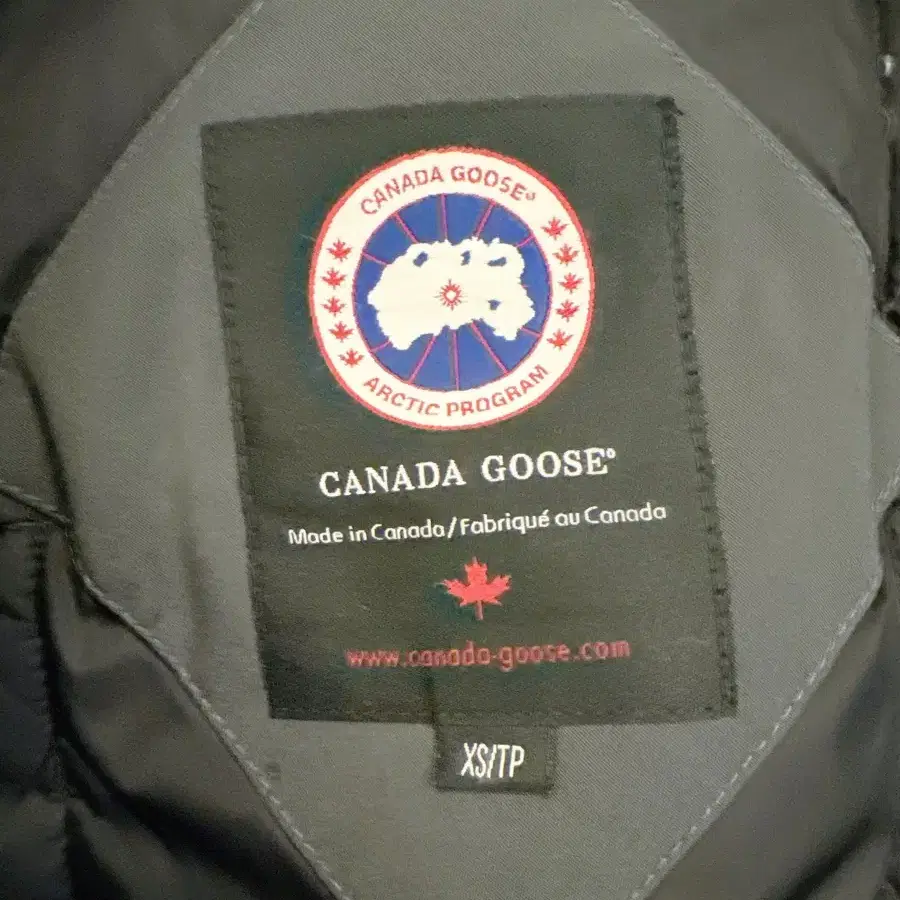 CANADA GOOSE®
ARCTIC PROGRAM
CANADA GOOSE®
Made in Canada/Fabriqué au Canada
www.canada-goose.com
XS/TP